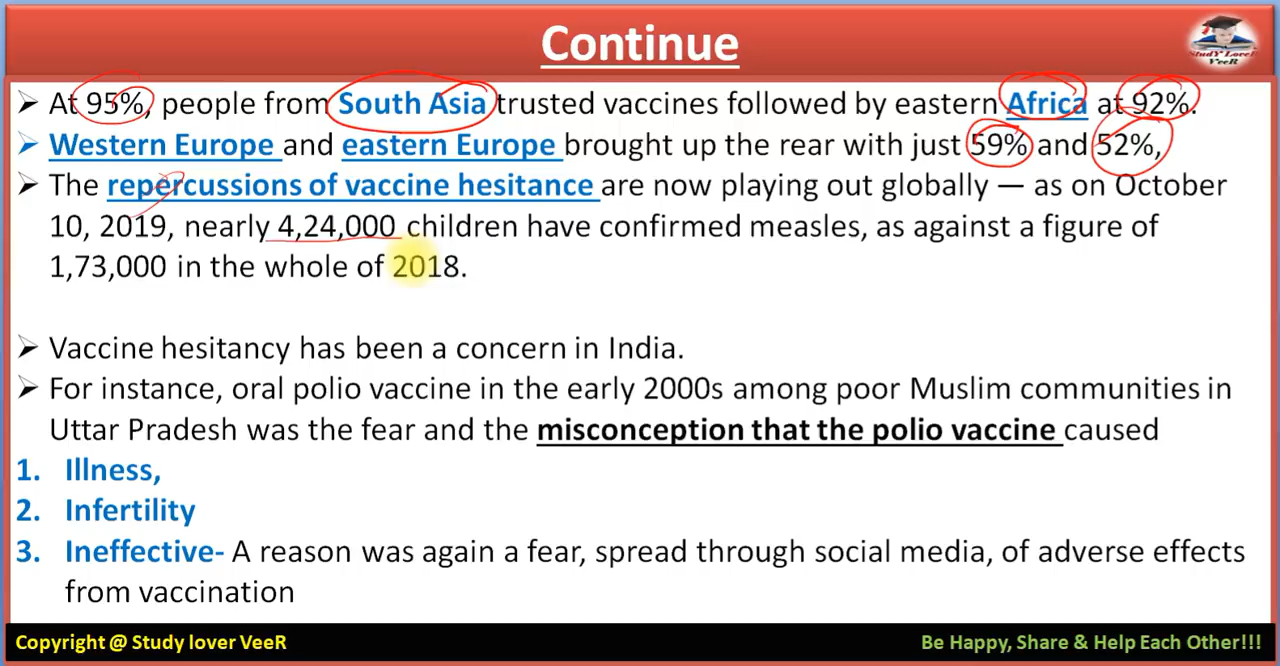 Continue
StudY LoveR
VeeR
➢ At 95%, people from South Asia trusted vaccines followed by eastern Africa at 92%.
➢ Western Europe and eastern Europe brought up the rear with just 59% and 52%,
➢ The repercussions of vaccine hesitance are now playing out globally — as on October
10, 2019, nearly 4,24,000 children have confirmed measles, as against a figure of
1,73,000 in the whole of 2018.
➢ Vaccine hesitancy has been a concern in India.
➢ For instance, oral polio vaccine in the early 2000s among poor Muslim communities in
Uttar Pradesh was the fear and the misconception that the polio vaccine caused
1. Illness,
2. Infertility
3. Ineffective- A reason was again a fear, spread through social media, of adverse effects
from vaccination
Copyright @ Study lover VeeR
Be Happy, Share & Help Each Other!!!